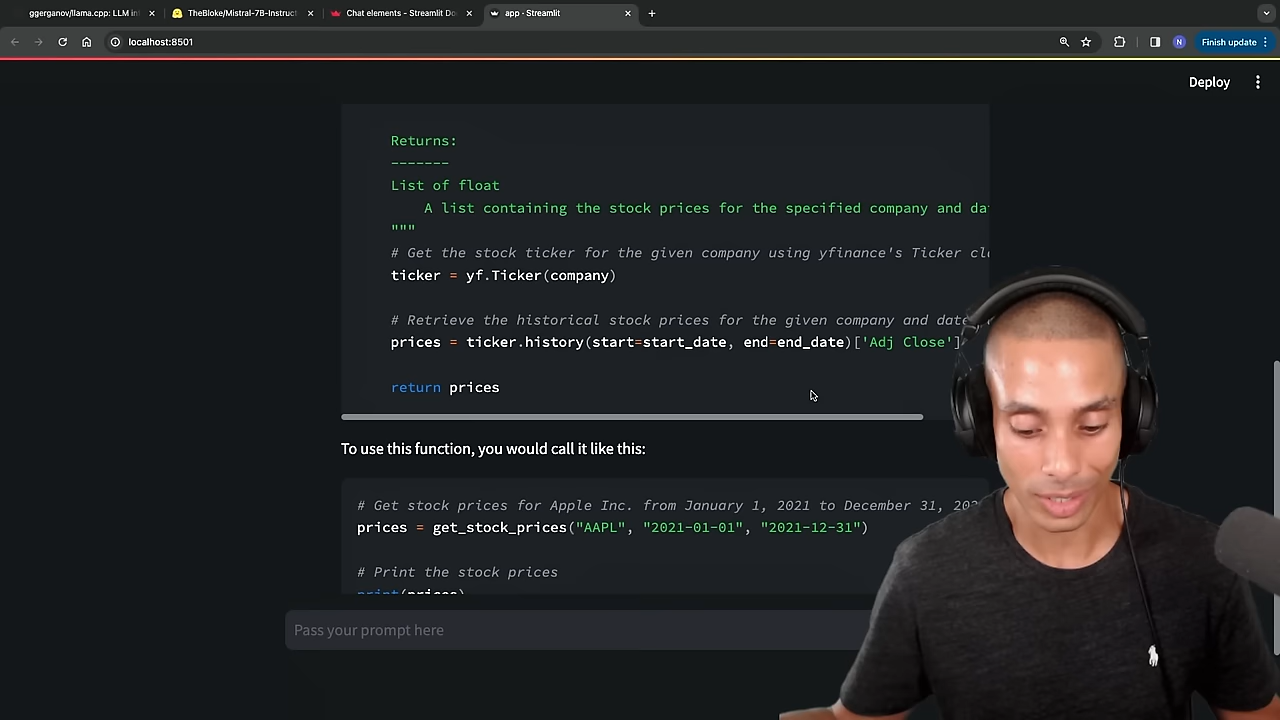 ggerganov/llama.cpp: LLM in
TheBloke/Mistral-7B-Instruct
Chat elements - Streamlit Do
app · Streamlit
localhost:8501
N
Finish update
Deploy
Returns:
-------
List of float
A list containing the stock prices for the specified company and dat
"""
# Get the stock ticker for the given company using yfinance's Ticker cl
ticker = yf.Ticker(company)
# Retrieve the historical stock prices for the given company and date
prices = ticker.history(start=start_date, end=end_date)['Adj Close']
return prices
To use this function, you would call it like this:
# Get stock prices for Apple Inc. from January 1, 2021 to December 31, 202
prices = get_stock_prices("AAPL", "2021-01-01", "2021-12-31")
# Print the stock prices
print(prices)
Pass your prompt here